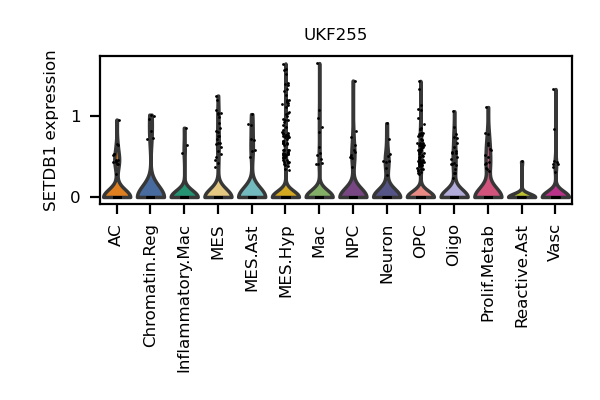 UKF255
SETDB1 expression
1
0
AC
Chromatin.Reg
Inflammatory.Mac
MES
MES.Ast
MES.Hyp
Mac
NPC
Neuron
OPC
Oligo
Prolif.Metab
Reactive.Ast
Vasc